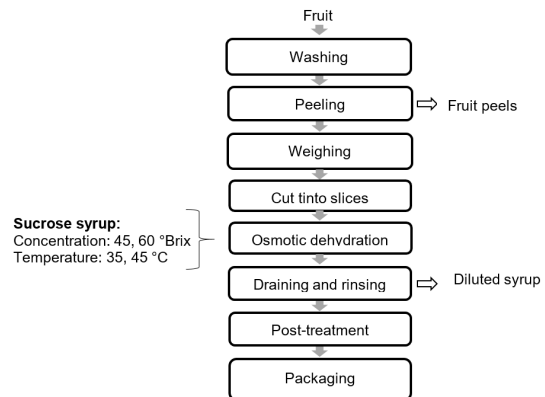 Fruit
Washing
Peeling
Fruit peels
Weighing
Cut tinto slices
Sucrose syrup:
Concentration: 45, 60 °Brix
Temperature: 35, 45 °C
Osmotic dehydration
Draining and rinsing
Diluted syrup
Post-treatment
Packaging